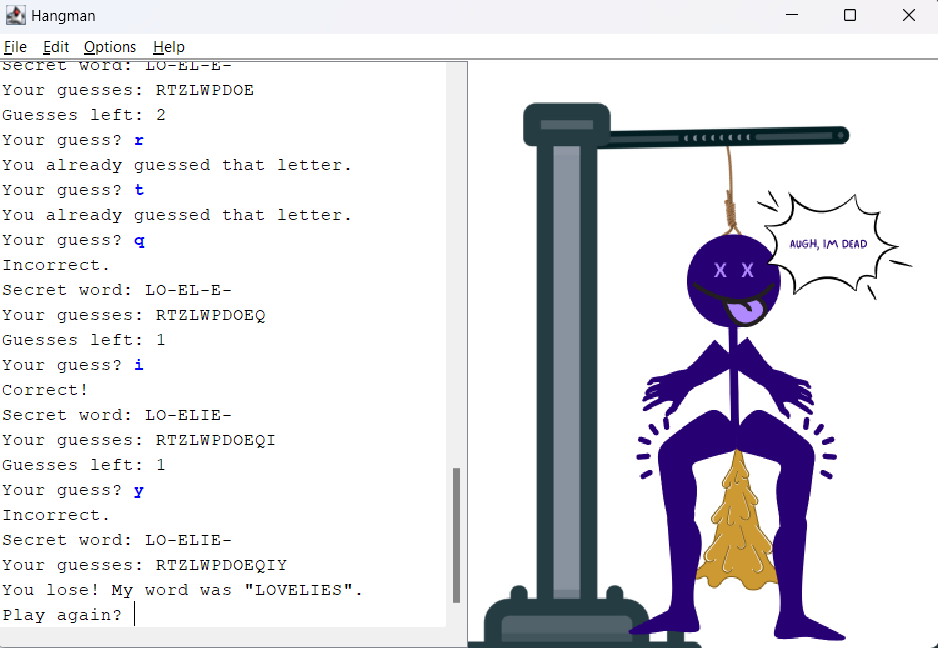 Hangman
File Edit Options Help
Secret word: LO-EL-E-
Your guesses: RTZLWPDOE
Guesses left: 2
Your guess? r
You already guessed that letter.
Your guess? t
You already guessed that letter.
Your guess? q
Incorrect.
Secret word: LO-EL-E-
Your guesses: RTZLWPDOEQ
Guesses left: 1
Your guess? i
Correct!
Secret word: LO-ELIE-
Your guesses: RTZLWPDOEQI
Guesses left: 1
Your guess? y
Incorrect.
Secret word: LO-ELIE-
Your guesses: RTZLWPDOEQIY
You lose! My word was "LOVELIES".
Play again?
AUGH, IM DEAD
X X